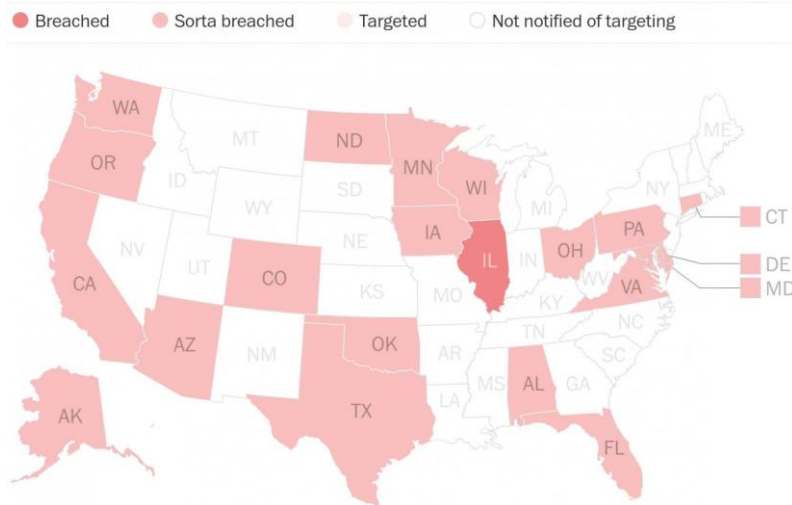 Breached Sorta breached Targeted Not notified of targeting
WA
MT
ND
ME
OR
ID
MN
SD
WI
NY
WY
MI
CT
IA
PA
NE
NV
IL
IN
OH
DE
UT
CO
WV
MD
CA
VA
KS
MO
KY
NC
TN
AZ
OK
NM
AR
SC
MS
AL
GA
TX
LA
AK
FL